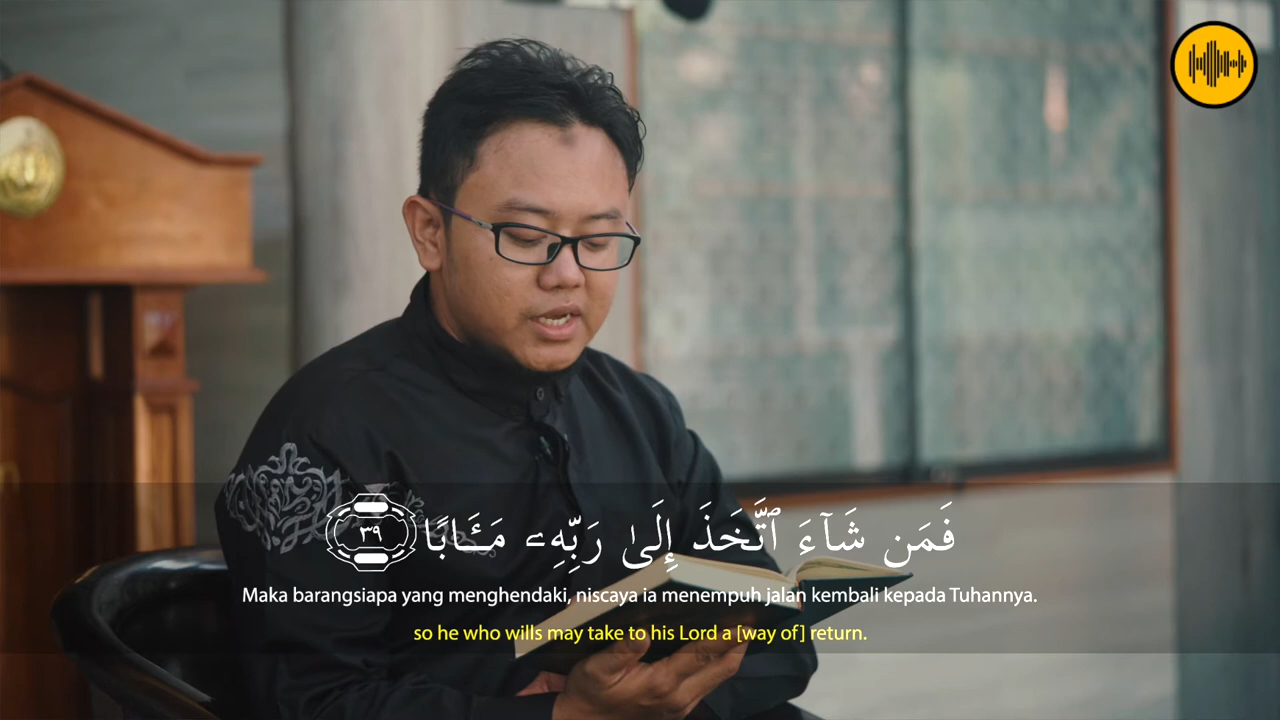 فَمَن شَآءَ ٱتَّخَذَ إِلَىٰ رَبِّهِۦ مَـَٔابًا ٣٩
Maka barangsiapa yang menghendaki, niscaya ia menempuh jalan kembali kepada Tuhannya.
so he who wills may take to his Lord a [way of] return.